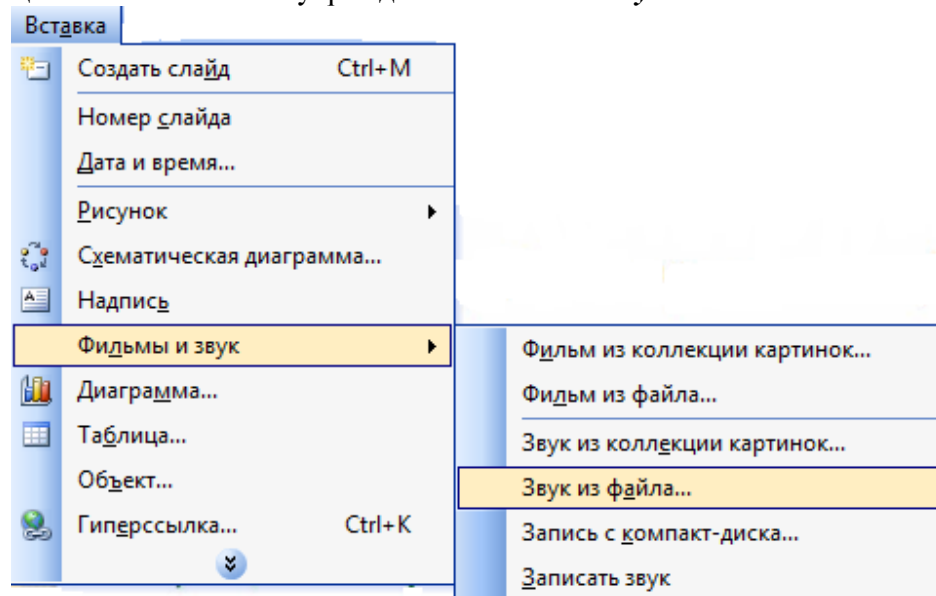 Вставка
Создать слайд Ctrl+M
Номер слайда
Дата и время...
Рисунок
Схематическая диаграмма...
Надпись
Фильмы и звук
Диаграмма...
Таблица...
Объект...
Гиперссылка... Ctrl+K
Фильм из коллекции картинок...
Фильм из файла...
Звук из коллекции картинок...
Звук из файла...
Запись с компакт-диска...
Записать звук